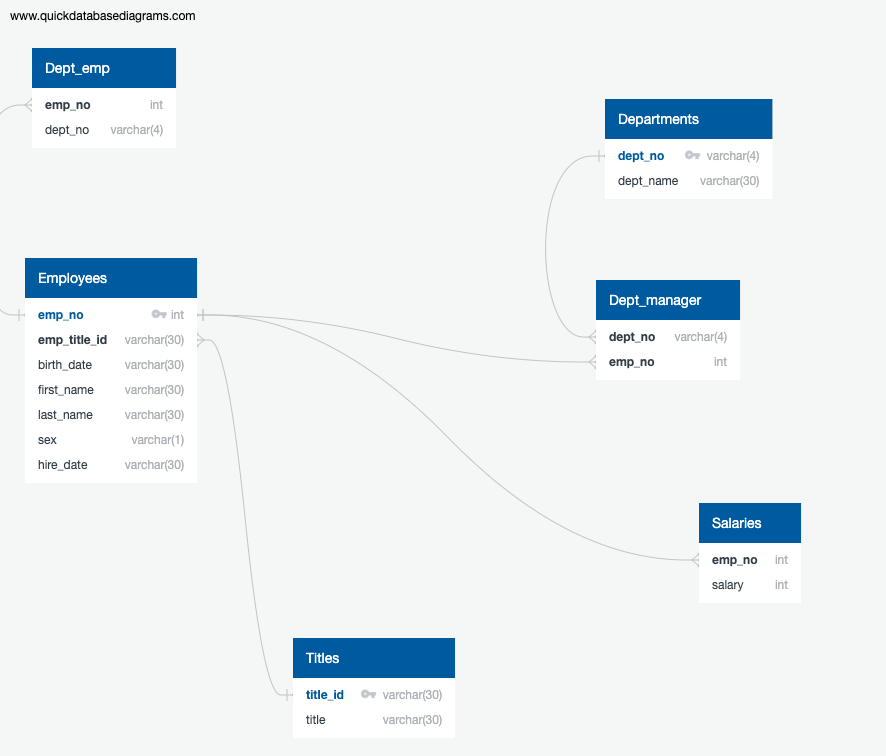 www.quickdatabasediagrams.com
Dept_emp
emp_no int
dept_no varchar(4)
Departments
dept_no varchar(4)
dept_name varchar(30)
Employees
emp_no int
emp_title_id varchar(30)
birth_date varchar(30)
first_name varchar(30)
last_name varchar(30)
sex varchar(1)
hire_date varchar(30)
Dept_manager
dept_no varchar(4)
emp_no int
Salaries
emp_no int
salary int
Titles
title_id varchar(30)
title varchar(30)